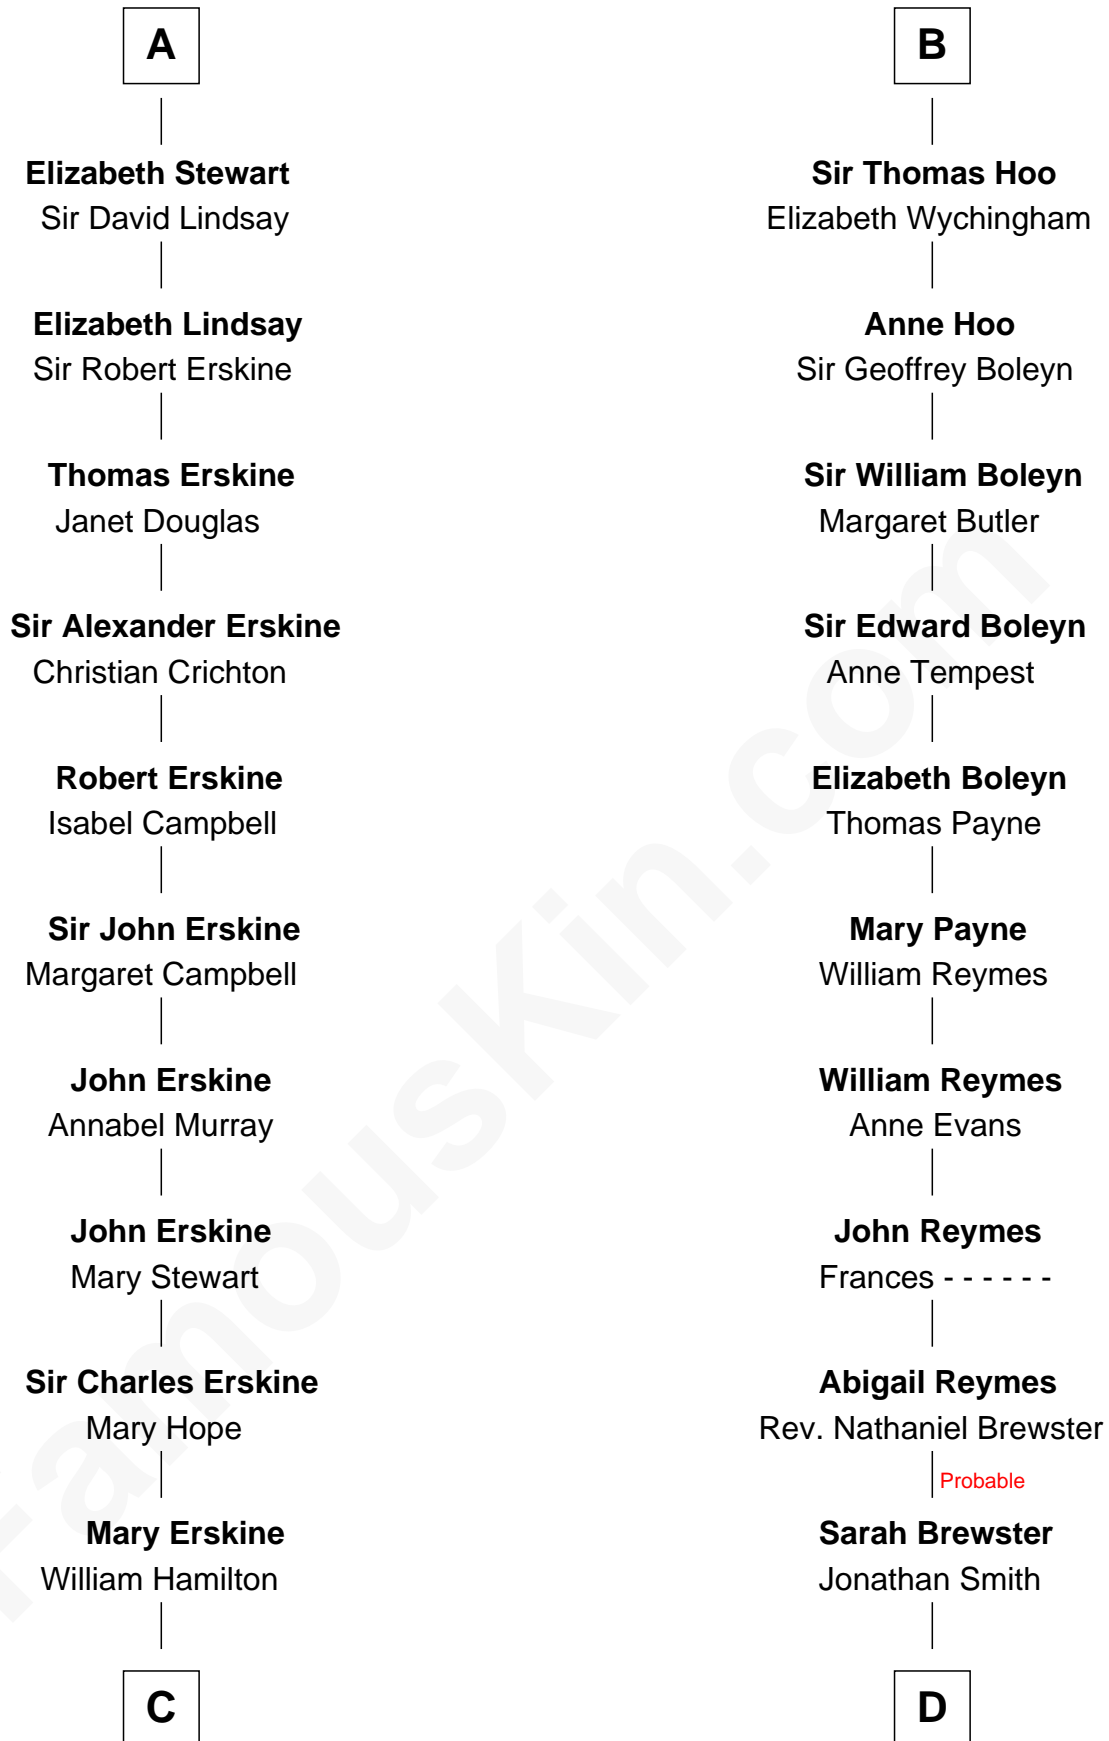 A
Elizabeth Stewart
Sir David Lindsay
Elizabeth Lindsay
Sir Robert Erskine
Thomas Erskine
Janet Douglas
Sir Alexander Erskine
Christian Crichton
Robert Erskine
Isabel Campbell
Sir John Erskine
Margaret Campbell
John Erskine
Annabel Murray
John Erskine
Mary Stewart
Sir Charles Erskine
Mary Hope
Mary Erskine
William Hamilton
C
B
Sir Thomas Hoo
Elizabeth Wychingham
Anne Hoo
Sir Geoffrey Boleyn
Sir William Boleyn
Margaret Butler
Sir Edward Boleyn
Anne Tempest
Elizabeth Boleyn
Thomas Payne
Mary Payne
William Reymes
William Reymes
Anne Evans
John Reymes
Frances - - - - - -
Abigail Reymes
Rev. Nathaniel Brewster
Probable
Sarah Brewster
Jonathan Smith
D
FamousKin.com